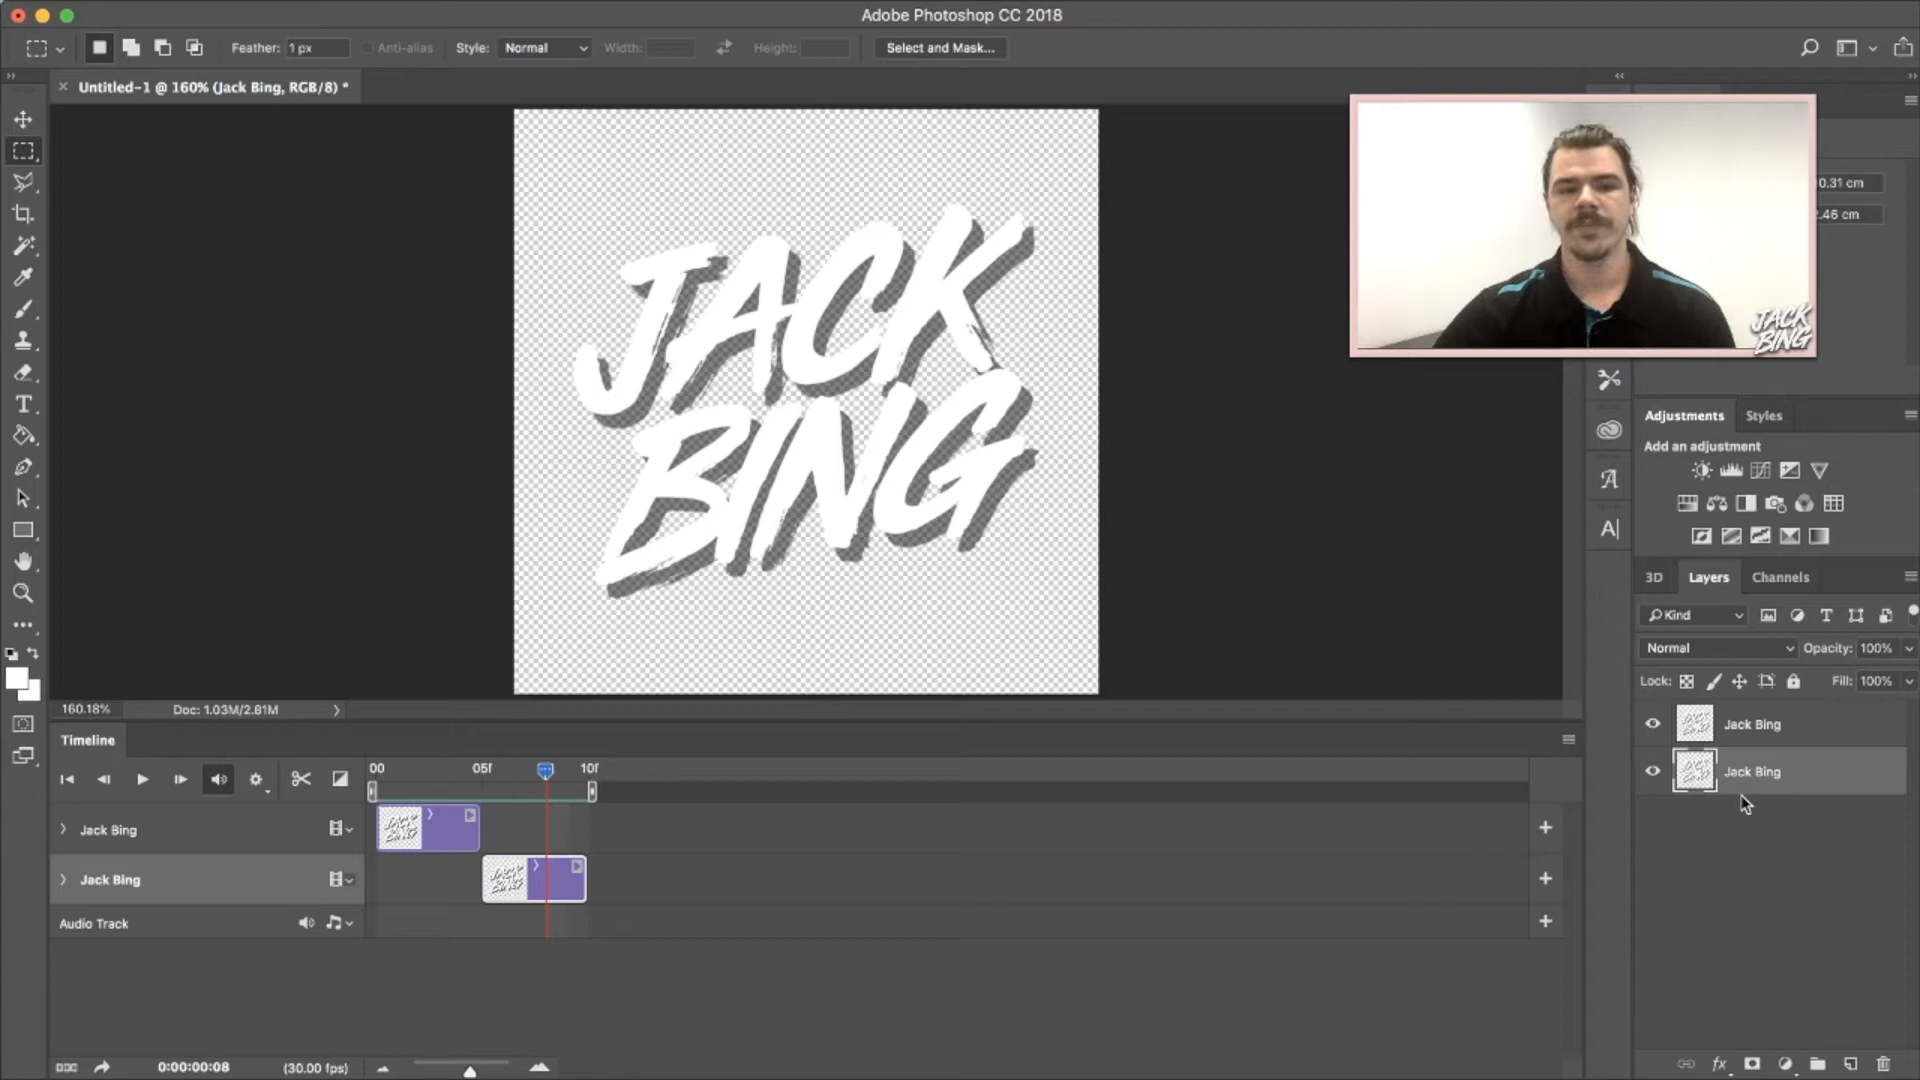 Adobe Photoshop CC 2018
Feather: 1 px Anti-alias Style: Normal Width: Height: Select and Mask...
Untitled-1 @ 160% (Jack Bing, RGB/8) *
JACK
BING
JACK
BING
0.31 cm
2.46 cm
Adjustments Styles
Add an adjustment
3D Layers Channels
Kind
Normal Opacity: 100%
Lock: Fill: 100%
Jack Bing
Jack Bing
160.18% Doc: 1.03M/2.81M
Timeline
00 05f 10f
Jack Bing
Jack Bing
Audio Track
0:00:00:08 (30.00 fps)